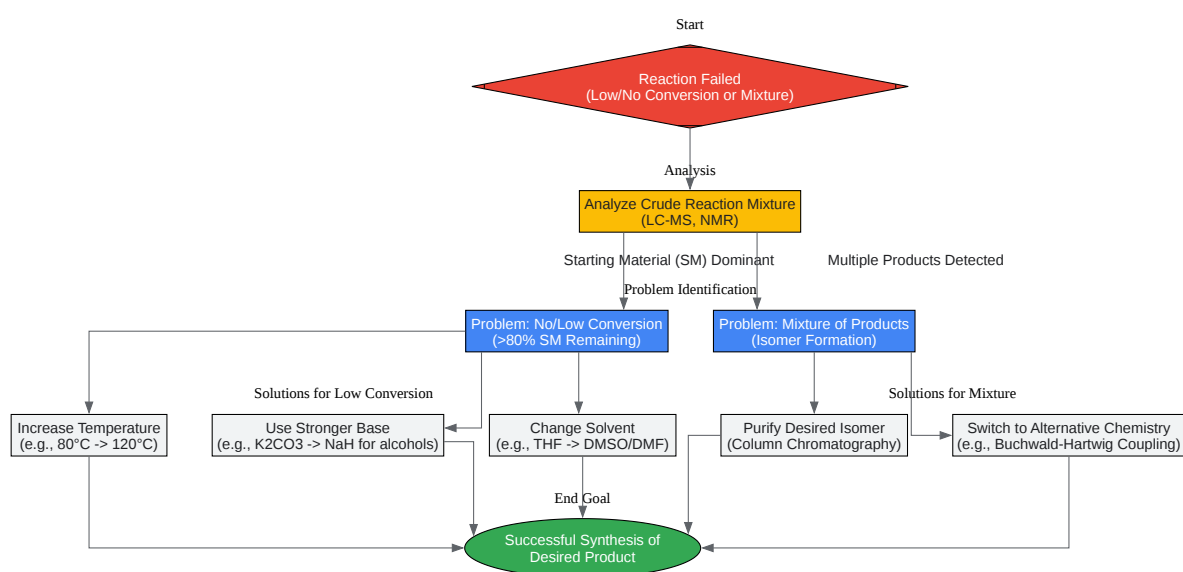 Start
Reaction Failed
(Low/No Conversion or Mixture)
Analysis
Analyze Crude Reaction Mixture
(LC-MS, NMR)
Starting Material (SM) Dominant
Multiple Products Detected
Problem Identification
Problem: No/Low Conversion
(>80% SM Remaining)
Problem: Mixture of Products
(Isomer Formation)
Solutions for Low Conversion
Solutions for Mixture
Increase Temperature
(e.g., 80°C -> 120°C)
Use Stronger Base
(e.g., K2CO3 -> NaH for alcohols)
Change Solvent
(e.g., THF -> DMSO/DMF)
Purify Desired Isomer
(Column Chromatography)
Switch to Alternative Chemistry
(e.g., Buchwald-Hartwig Coupling)
End Goal
Successful Synthesis of
Desired Product